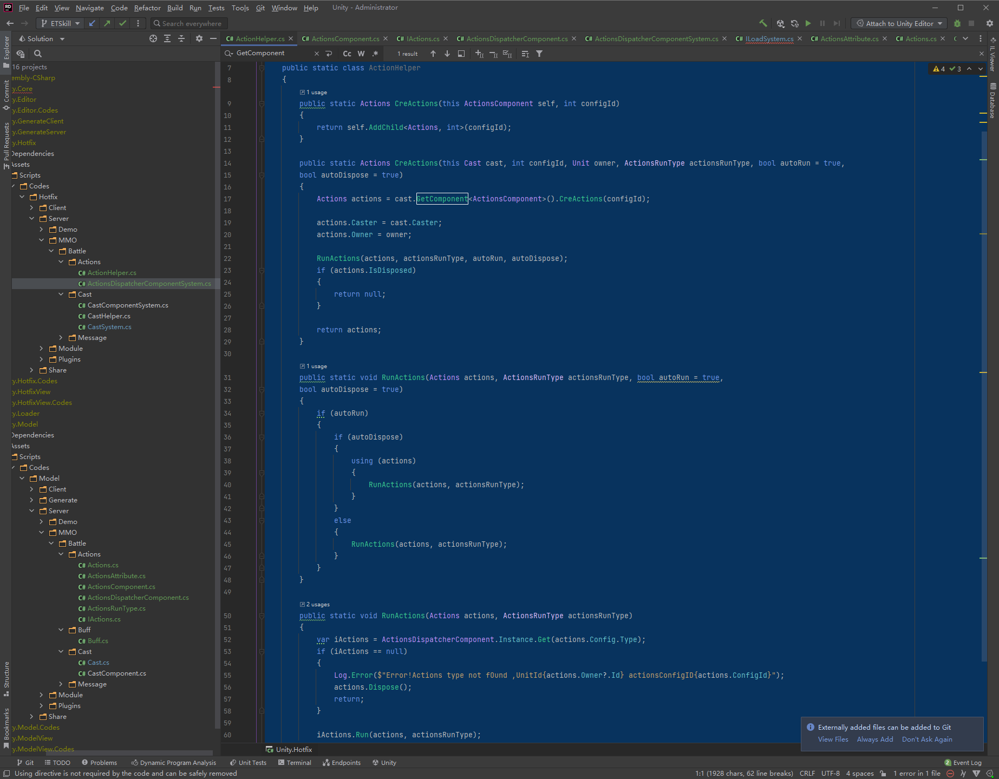 File Edit View Navigate Code Refactor Build Run Tests Tools Git Window Help Unity - Administrator
ETSkill Search everywhere Attach to Unity Editor
Solution
ActionHelper.cs ActionsComponent.cs IActions.cs ActionsDispatcherComponent.cs ActionsDispatcherComponentSystem.cs ILoadSystem.cs ActionsAttribute.cs Actions.cs
GetComponent Cc W .* 1 result
Explorer
Commit
Pull Requests
Structure
Bookmarks
IL Viewer
Database
16 projects
embly-CSharp
y.Core
y.Editor
y.Editor.Codes
y.GenerateClient
y.GenerateServer
y.Hotfix
Dependencies
Assets
Scripts
Codes
Hotfix
Client
Server
Demo
MMO
Battle
Actions
C# ActionHelper.cs
C# ActionsDispatcherComponentSystem.cs
Cast
C# CastComponentSystem.cs
C# CastHelper.cs
C# CastSystem.cs
Message
Module
Plugins
Share
y.Hotfix.Codes
y.HotfixView
y.HotfixView.Codes
y.Loader
y.Model
Dependencies
Assets
Scripts
Codes
Model
Client
Generate
Server
Demo
MMO
Battle
Actions
C# Actions.cs
C# ActionsAttribute.cs
C# ActionsComponent.cs
C# ActionsDispatcherComponent.cs
C# ActionsRunType.cs
C# IActions.cs
Buff
C# Buff.cs
Cast
C# Cast.cs
C# CastComponent.cs
Message
Module
Plugins
Share
y.Model.Codes
y.ModelView
y.ModelView.Codes
4 3
7 public static class ActionHelper
8 {
1 usage
9 public static Actions CreActions(this ActionsComponent self, int configId)
10 {
11 return self.AddChild<Actions, int>(configId);
12 }
13
14 public static Actions CreActions(this Cast cast, int configId, Unit owner, ActionsRunType actionsRunType, bool autoRun = true,
15 bool autoDispose = true)
16 {
17 Actions actions = cast.GetComponent<ActionsComponent>().CreActions(configId);
18
19 actions.Caster = cast.Caster;
20 actions.Owner = owner;
21
22 RunActions(actions, actionsRunType, autoRun, autoDispose);
23 if (actions.IsDisposed)
24 {
25 return null;
26 }
27
28 return actions;
29 }
30
1 usage
31 public static void RunActions(Actions actions, ActionsRunType actionsRunType, bool autoRun = true,
32 bool autoDispose = true)
33 {
34 if (autoRun)
35 {
36 if (autoDispose)
37 {
38 using (actions)
39 {
40 RunActions(actions, actionsRunType);
41 }
42 }
43 else
44 {
45 RunActions(actions, actionsRunType);
46 }
47 }
48 }
49
2 usages
50 public static void RunActions(Actions actions, ActionsRunType actionsRunType)
51 {
52 var iActions = ActionsDispatcherComponent.Instance.Get(actions.Config.Type);
53 if (iActions == null)
54 {
55 Log.Error($"Error!Actions type not fOund ,UnitId{actions.Owner?.Id} actionsConfigID{actions.ConfigId}");
56 actions.Dispose();
57 return;
58 }
59
60 iActions.Run(actions, actionsRunType);
Externally added files can be added to Git
View Files Always Add Don't Ask Again
Unity.Hotfix
Git TODO Problems Dynamic Program Analysis Unit Tests Terminal Endpoints Unity 2 Event Log
Using directive is not required by the code and can be safely removed 1:1 (1928 chars, 62 line breaks) CRLF UTF-8 4 spaces 1 error in 1 file